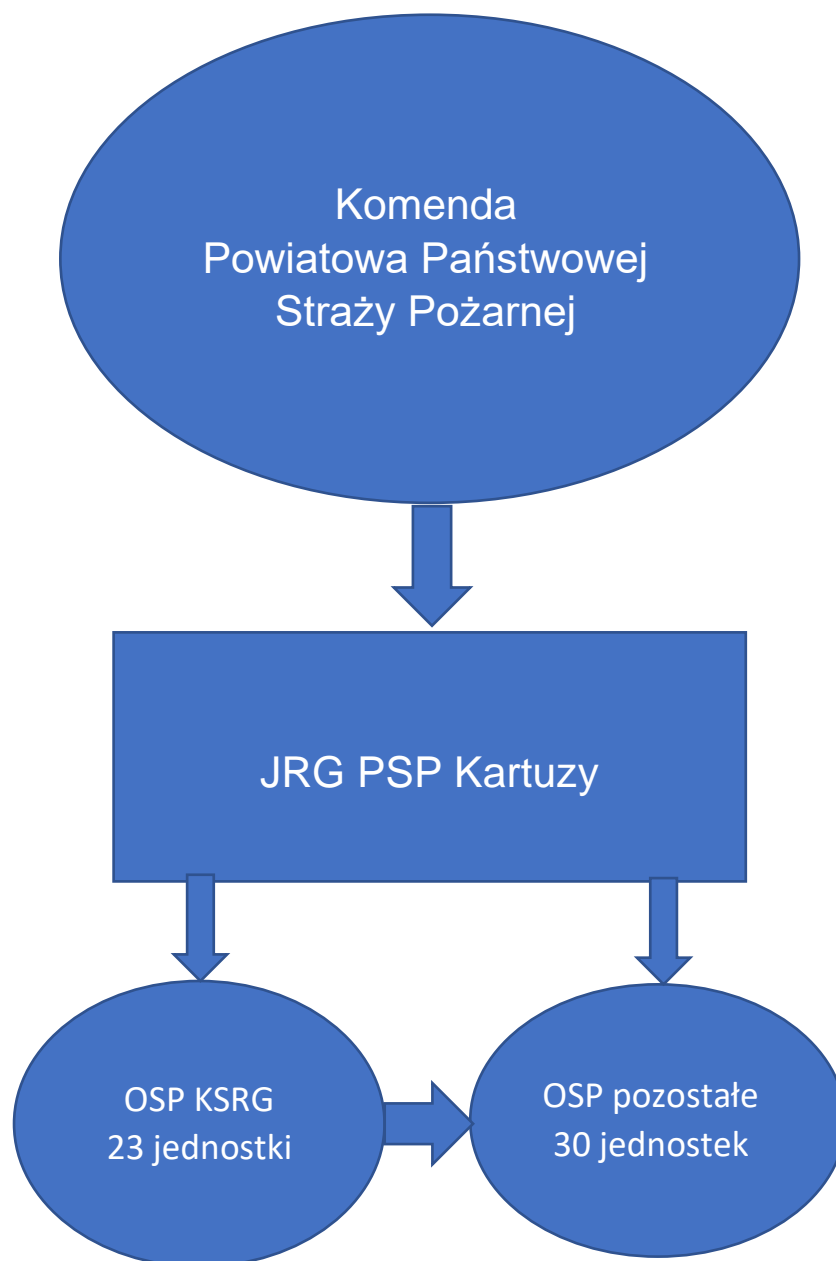 Komenda
Powiatowa Państwowej
Straży Pożarnej
JRG PSP Kartuzy
OSP KSRG
23 jednostki
OSP pozostałe
30 jednostek